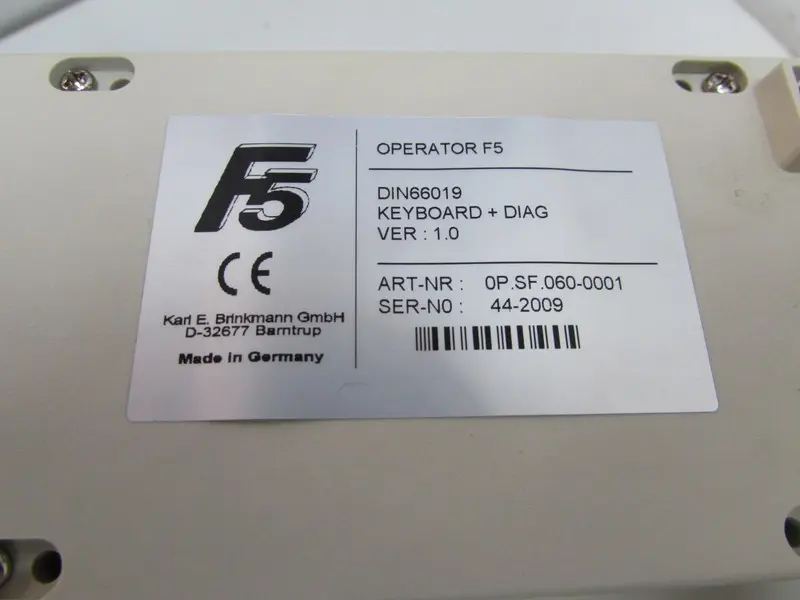 F5
CE
Karl E. Brinkmann GmbH
D-32677 Barntrup
Made in Germany
OPERATOR F5
DIN66019
KEYBOARD + DIAG
VER : 1.0
ART-NR : 0P.SF.060-0001
SER-N0 : 44-2009